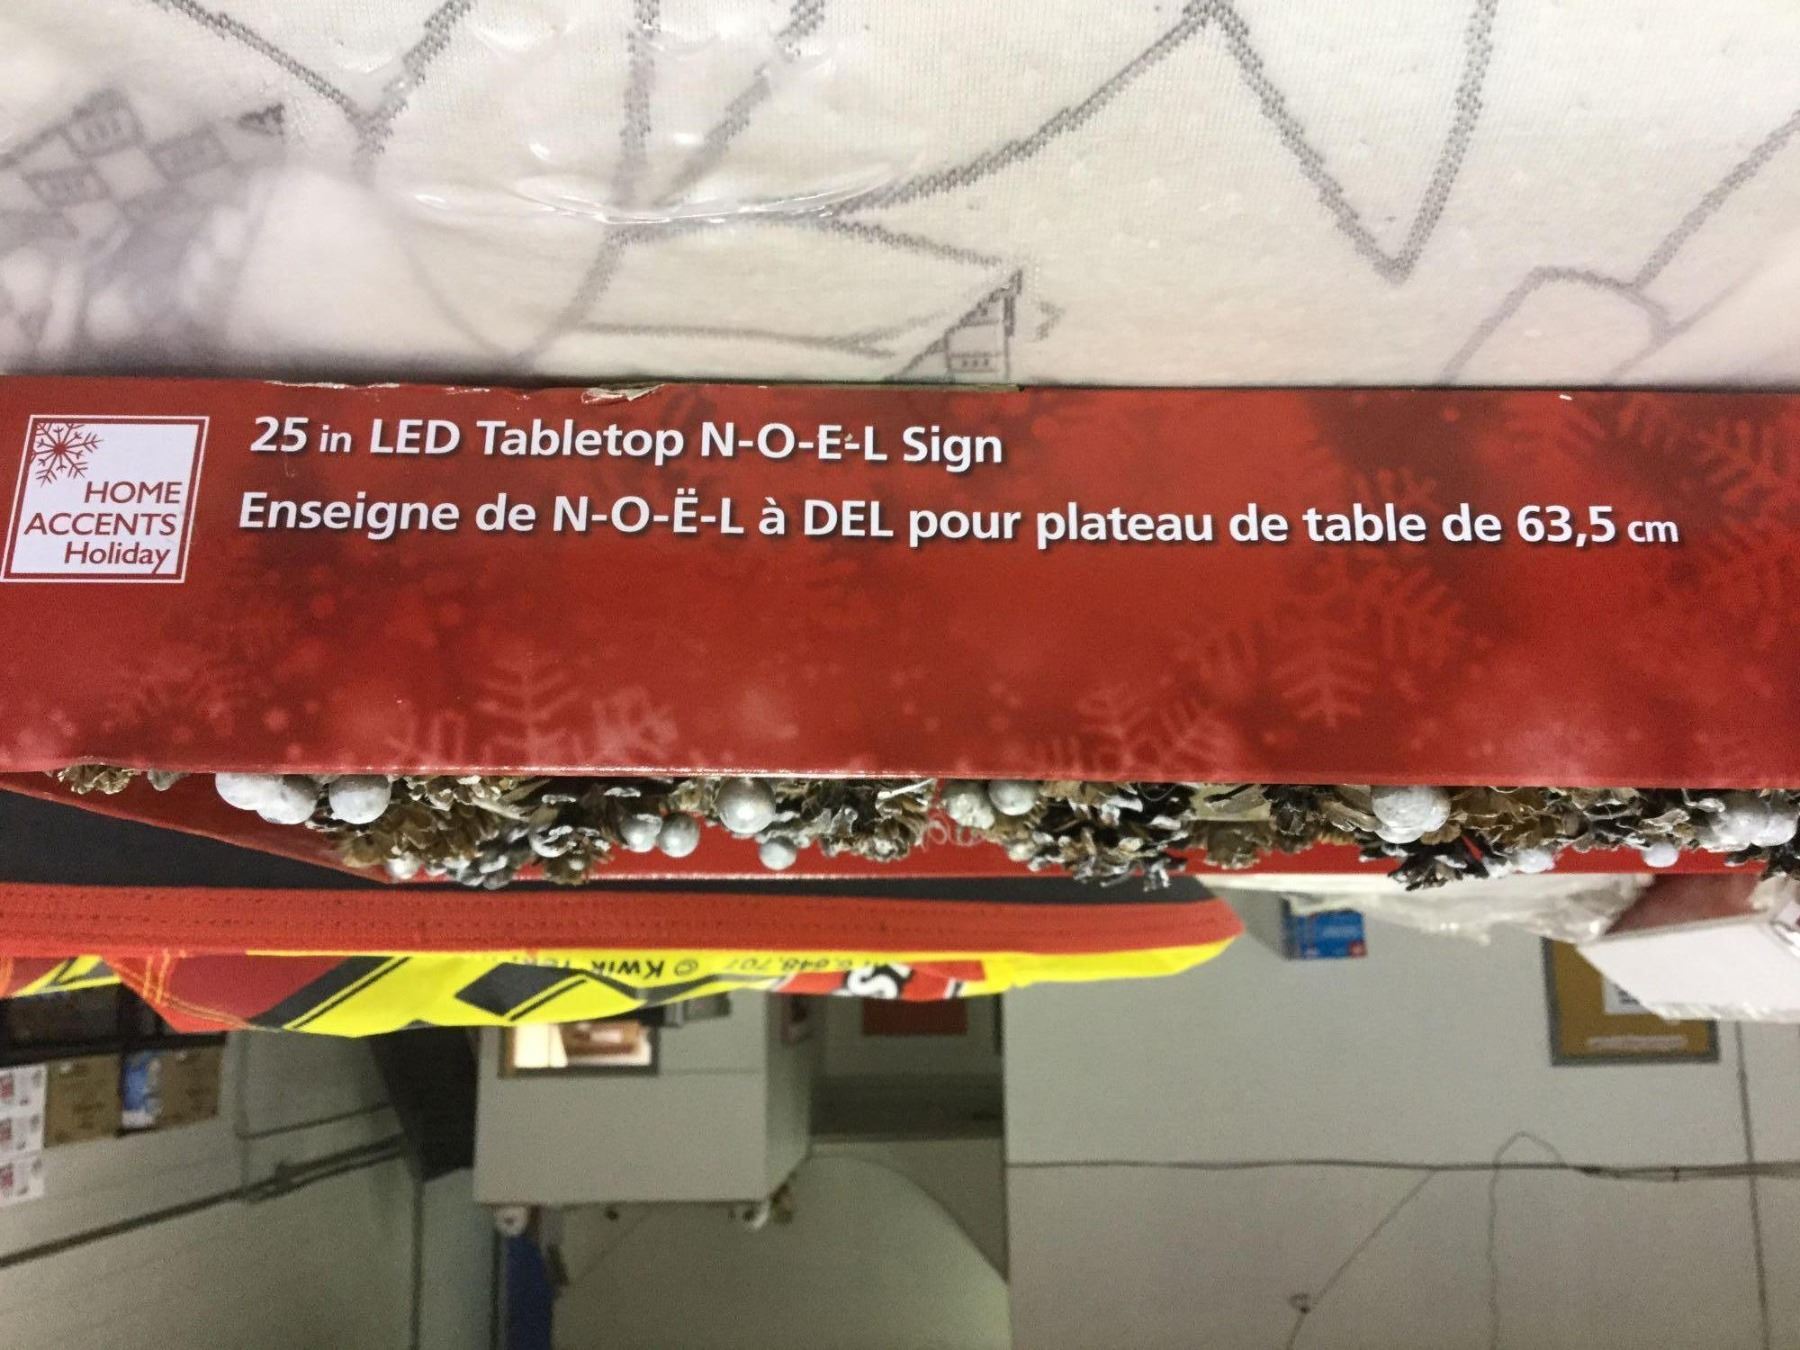 25 in LED Tabletop N-O-E-L Sign
Enseigne de N-O-Ë-L à DEL pour plateau de table de 63,5 cm
HOME
ACCENTS
Holiday
© KWIK